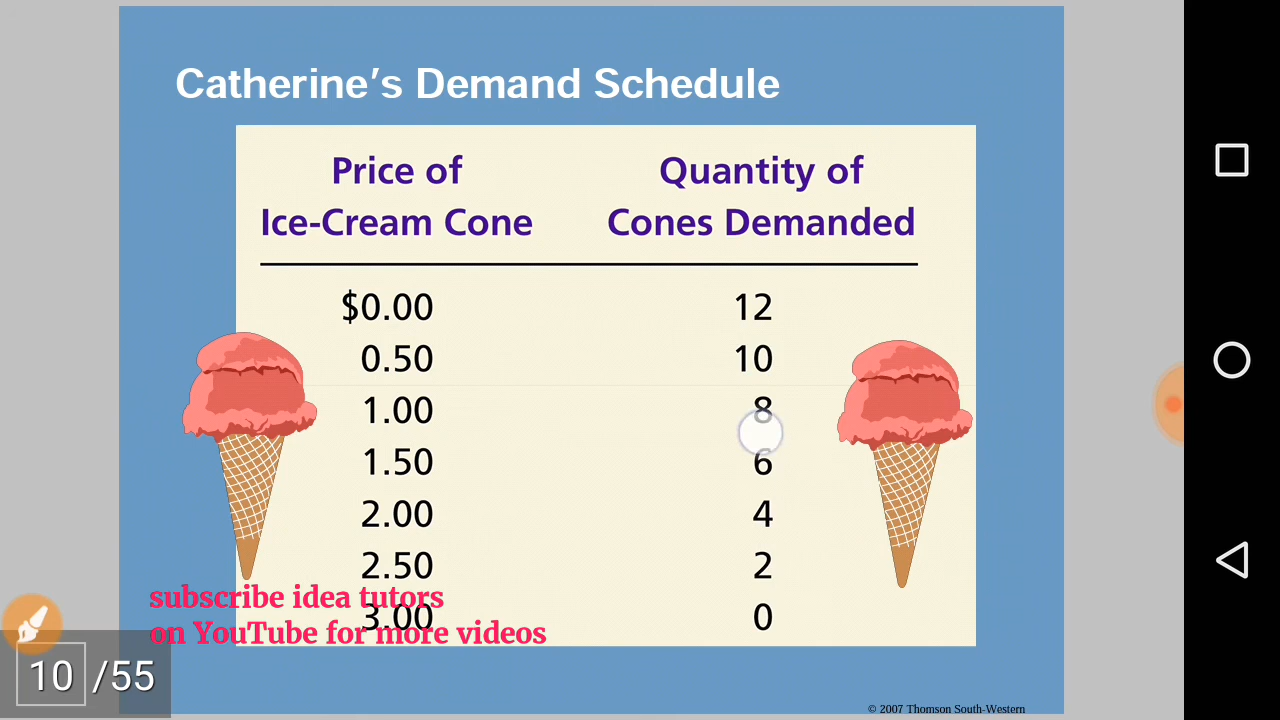 Catherine's Demand Schedule
Price of Quantity of
Ice-Cream Cone Cones Demanded
$0.00 12
0.50 10
1.00 8
1.50 6
2.00 4
2.50 2
subscribe idea tutors
3.00 0
on YouTube for more videos
10 /55
© 2007 Thomson South-Western